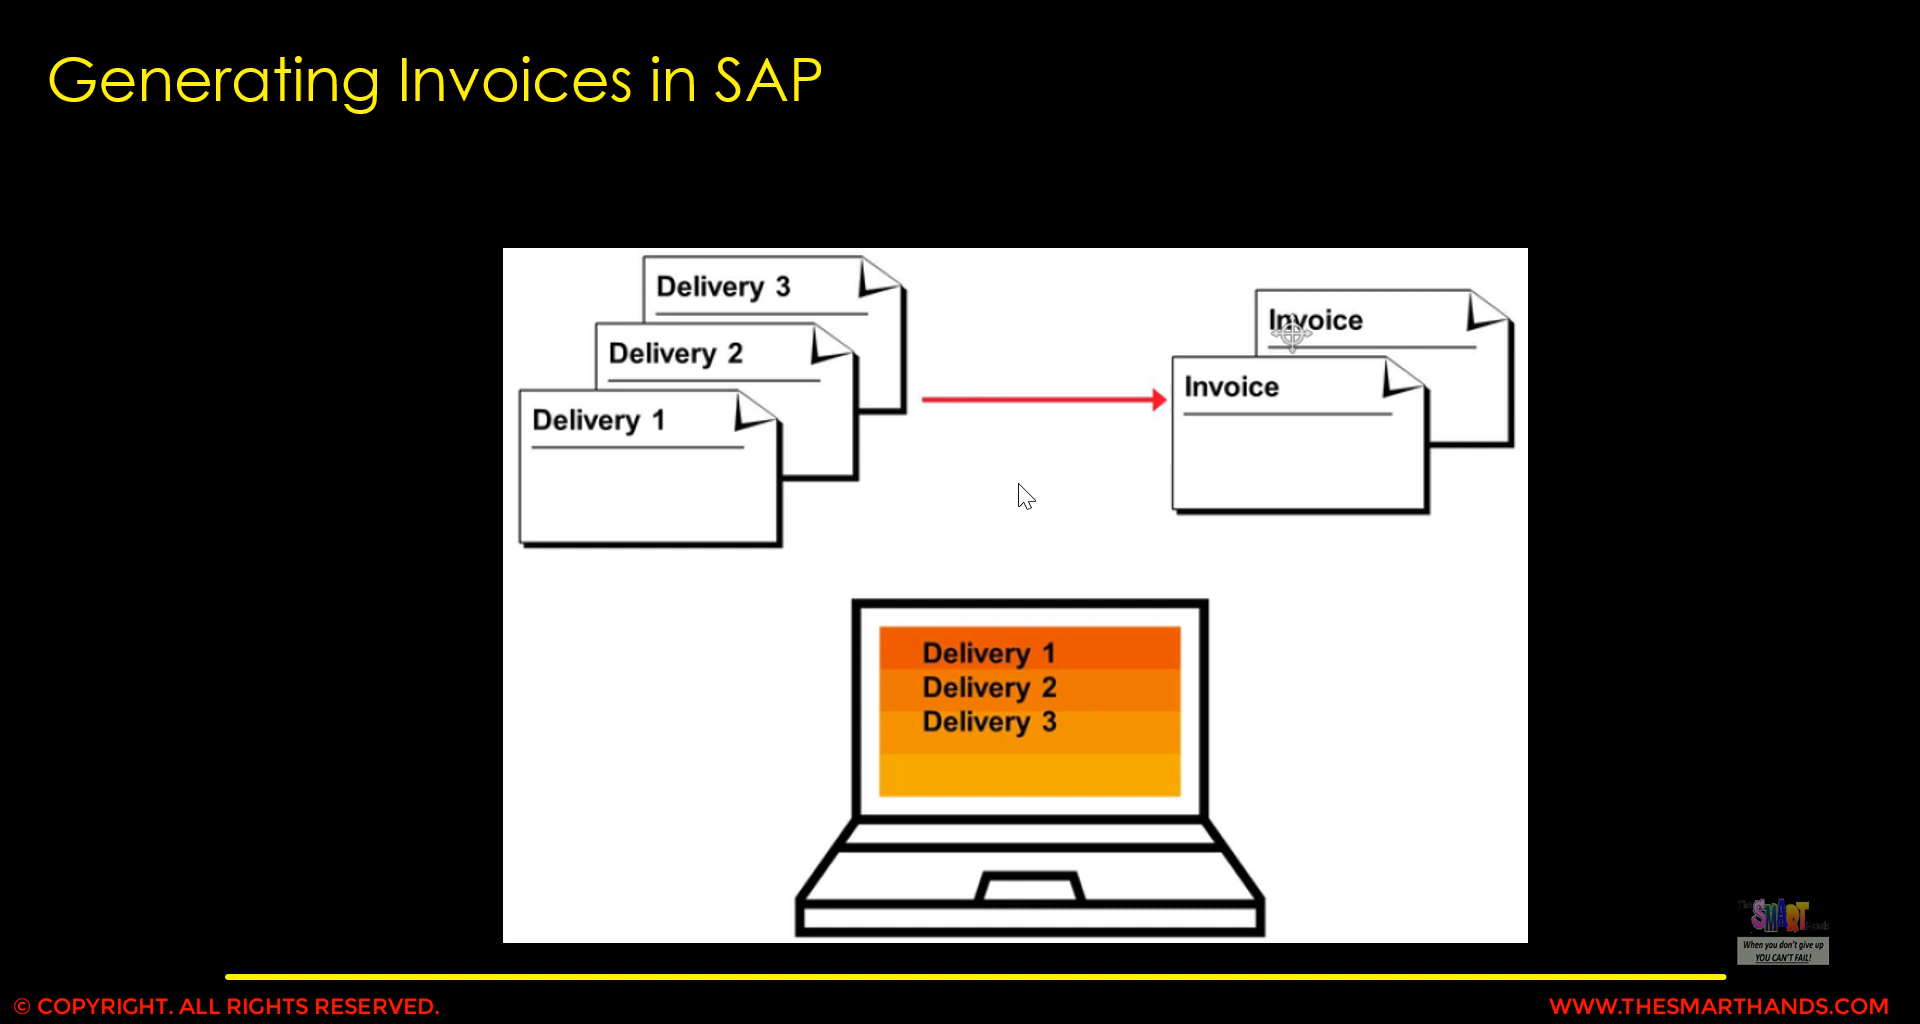 Generating Invoices in SAP
Delivery 3
Delivery 2
Delivery 1
Invoice
Invoice
Delivery 1
Delivery 2
Delivery 3
SMART
When you don't give up
YOU CAN'T FAIL!
© COPYRIGHT. ALL RIGHTS RESERVED.
WWW.THESMARTHANDS.COM